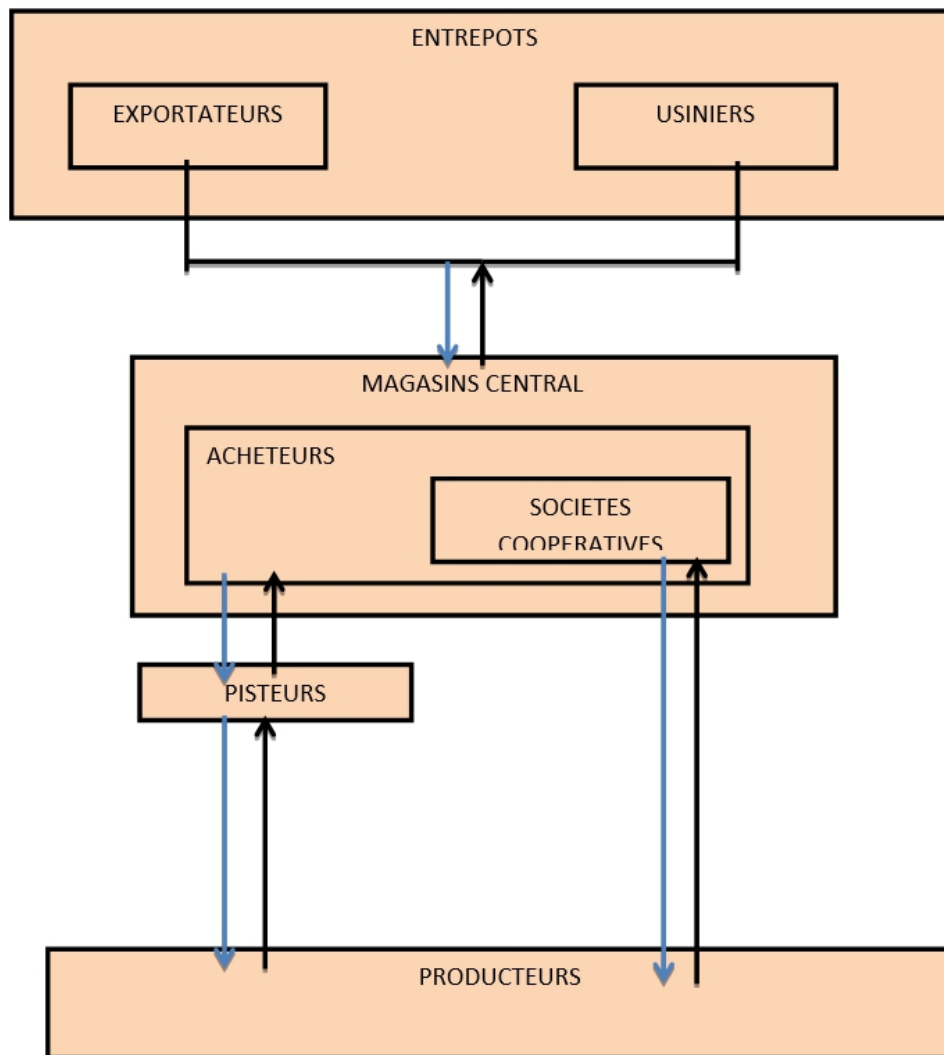 ENTREPOTS
EXPORTATEURS
USINIERS
MAGASINS CENTRAL
ACHETEURS
SOCIETES
COOPERATIVES
PISTEURS
PRODUCTEURS